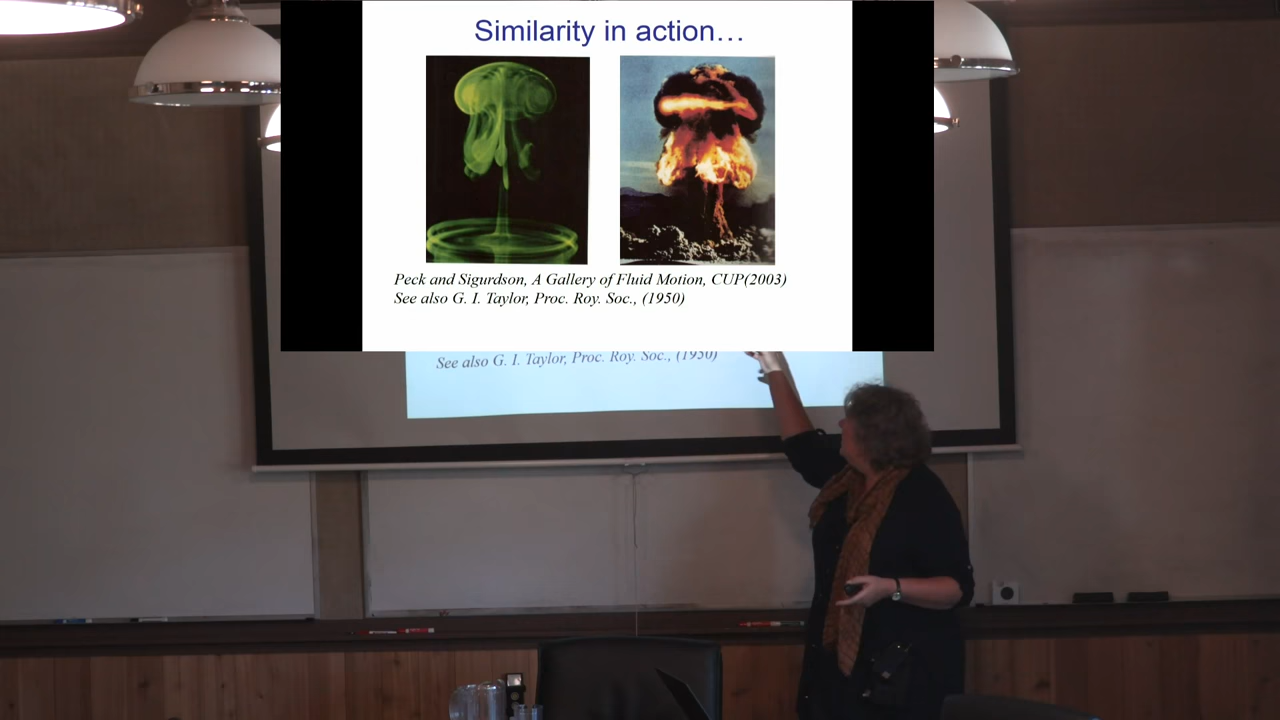 Similarity in action…
Peck and Sigurdson, A Gallery of Fluid Motion, CUP(2003)
See also G. I. Taylor, Proc. Roy. Soc., (1950)
See also G. I. Taylor, Proc. Roy. Soc., (1950)